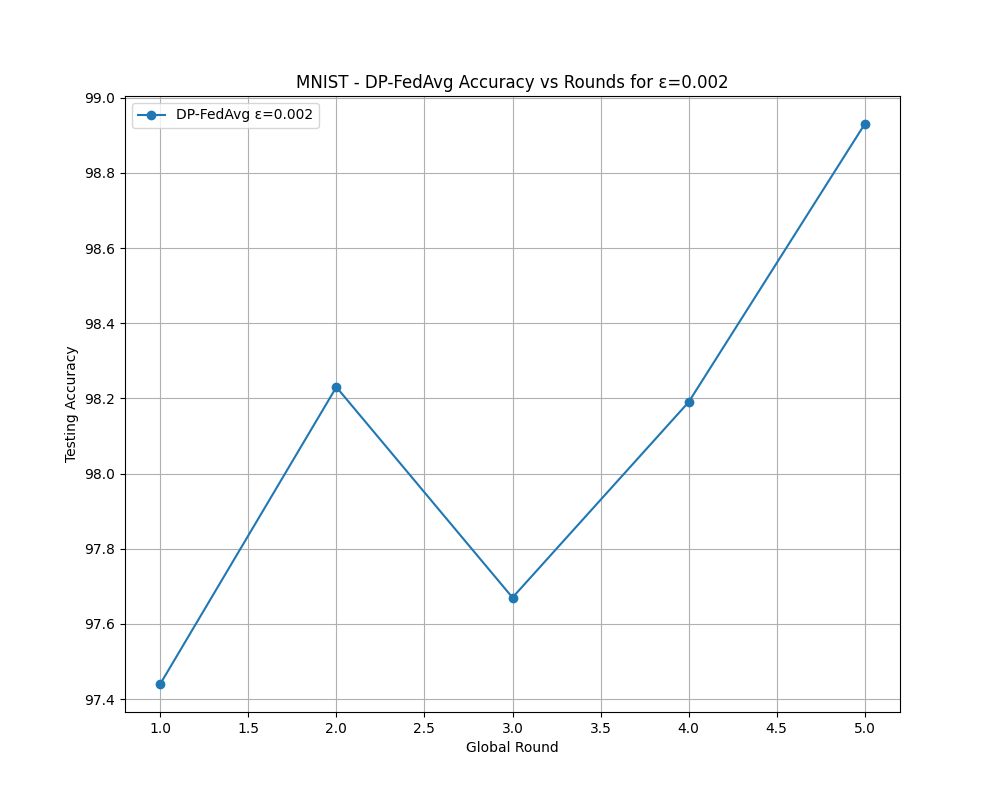 MNIST - DP-FedAvg Accuracy vs Rounds for ε=0.002
DP-FedAvg ε=0.002
99.0
98.8
98.6
98.4
98.2
98.0
97.8
97.6
97.4
Testing Accuracy
1.0 1.5 2.0 2.5 3.0 3.5 4.0 4.5 5.0
Global Round